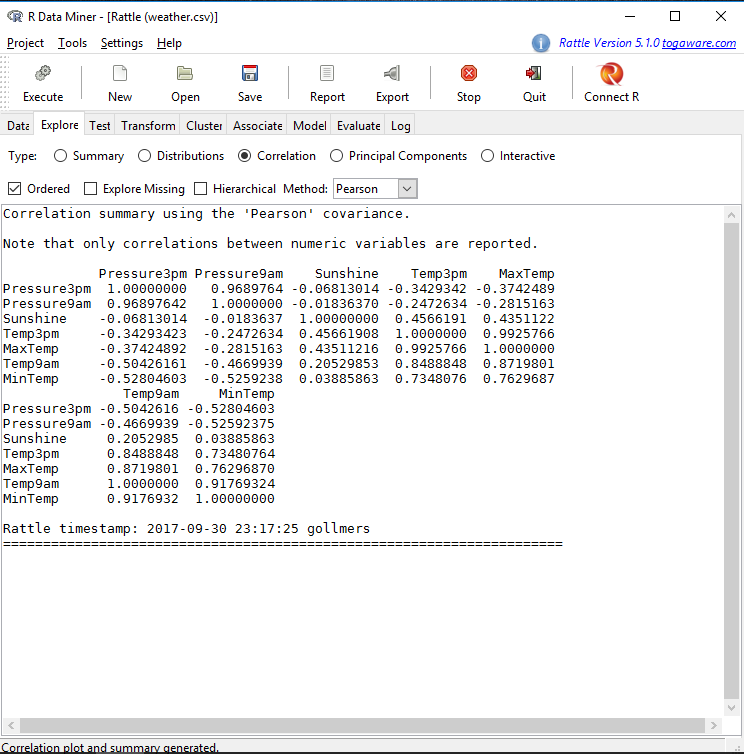 R Data Miner - [Rattle (weather.csv)]
Project Tools Settings Help
Rattle Version 5.1.0 togaware.com
Execute New Open Save Report Export Stop Quit Connect R
Data Explore Test Transform Cluster Associate Model Evaluate Log
Type: Summary Distributions Correlation Principal Components Interactive
Ordered Explore Missing Hierarchical Method: Pearson
Correlation summary using the 'Pearson' covariance.
Note that only correlations between numeric variables are reported.
Pressure3pm Pressure9am Sunshine Temp3pm MaxTemp
Pressure3pm 1.00000000 0.9689764 -0.06813014 -0.3429342 -0.3742489
Pressure9am 0.96897642 1.0000000 -0.01836370 -0.2472634 -0.2815163
Sunshine -0.06813014 -0.0183637 1.00000000 0.4566191 0.4351122
Temp3pm -0.34293423 -0.2472634 0.45661908 1.0000000 0.9925766
MaxTemp -0.37424892 -0.2815163 0.43511216 0.9925766 1.0000000
Temp9am -0.50426161 -0.4669939 0.20529853 0.8488848 0.8719801
MinTemp -0.52804603 -0.5259238 0.03885863 0.7348076 0.7629687
Temp9am MinTemp
Pressure3pm -0.5042616 -0.52804603
Pressure9am -0.4669939 -0.52592375
Sunshine 0.2052985 0.03885863
Temp3pm 0.8488848 0.73480764
MaxTemp 0.8719801 0.76296870
Temp9am 1.0000000 0.91769324
MinTemp 0.9176932 1.00000000
Rattle timestamp: 2017-09-30 23:17:25 gollmers
======================================================================
Correlation plot and summary generated.